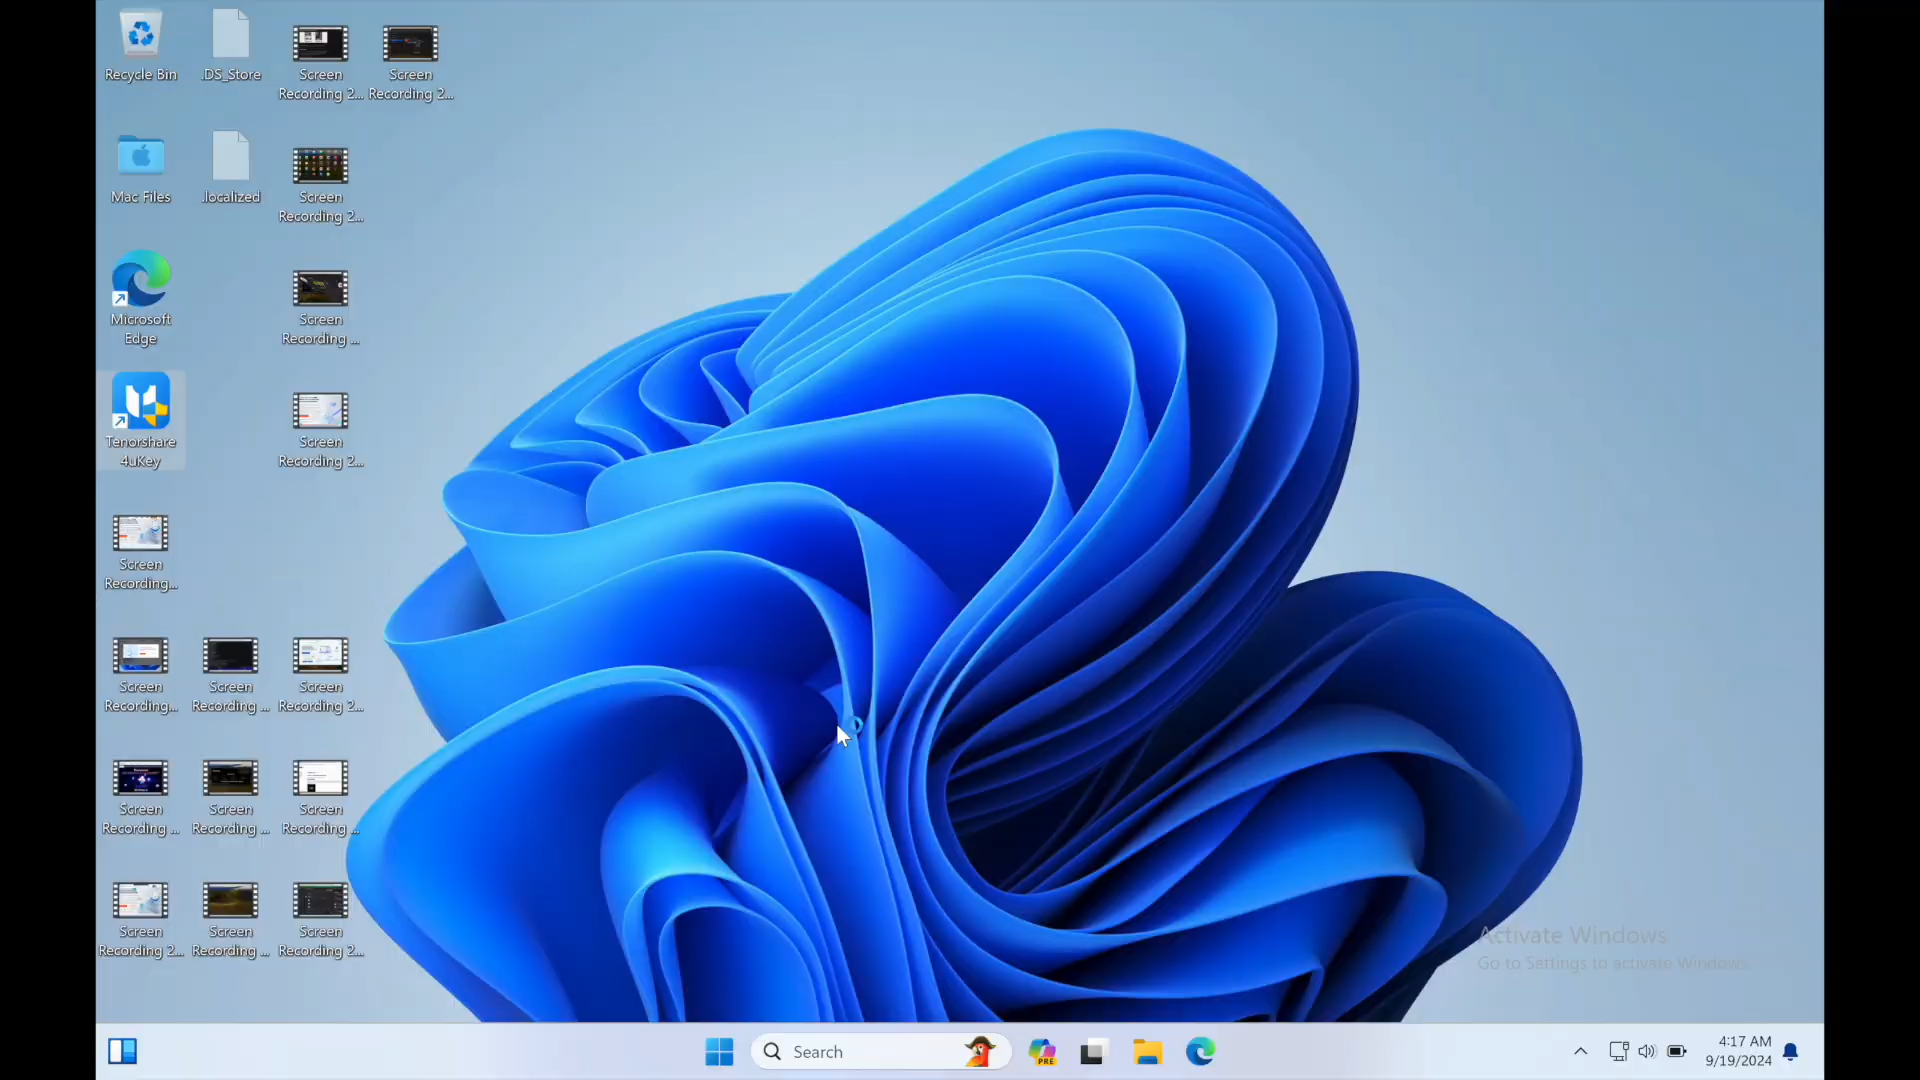 Recycle Bin
.DS_Store
Screen
Recording 2...
Screen
Recording 2...
Mac Files
.localized
Screen
Recording 2...
Microsoft
Edge
Screen
Recording ...
Tenorshare
4uKey
Screen
Recording 2...
Screen
Recording...
Screen
Recording...
Screen
Recording ...
Screen
Recording 2...
Screen
Recording ...
Screen
Recording ...
Screen
Recording ...
Screen
Recording 2...
Screen
Recording ...
Screen
Recording 2...
Activate Windows
Go to Settings to activate Windows.
Search
PRE
4:17 AM
9/19/2024